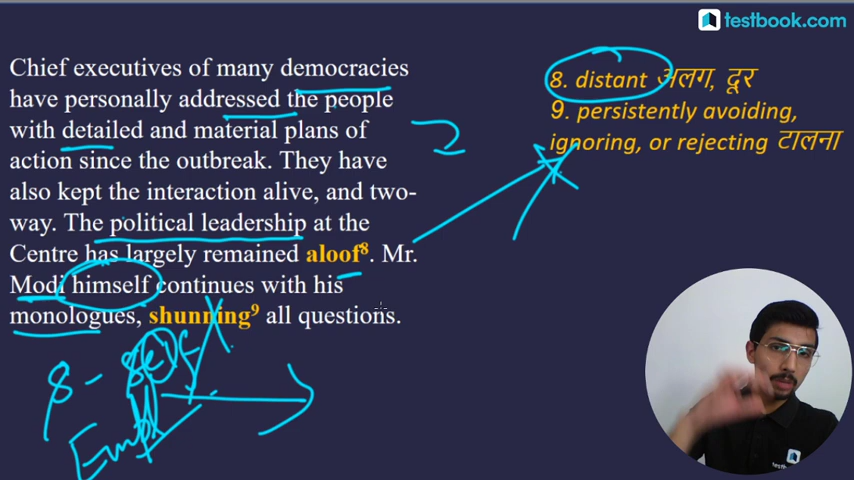 testbook.com
Chief executives of many democracies
have personally addressed the people
with detailed and material plans of
action since the outbreak. They have
also kept the interaction alive, and two-
way. The political leadership at the
Centre has largely remained aloof⁸. Mr.
Modi himself continues with his
monologues, shunning⁹ all questions.
8. distant अलग, दूर
9. persistently avoiding,
ignoring, or rejecting टालना